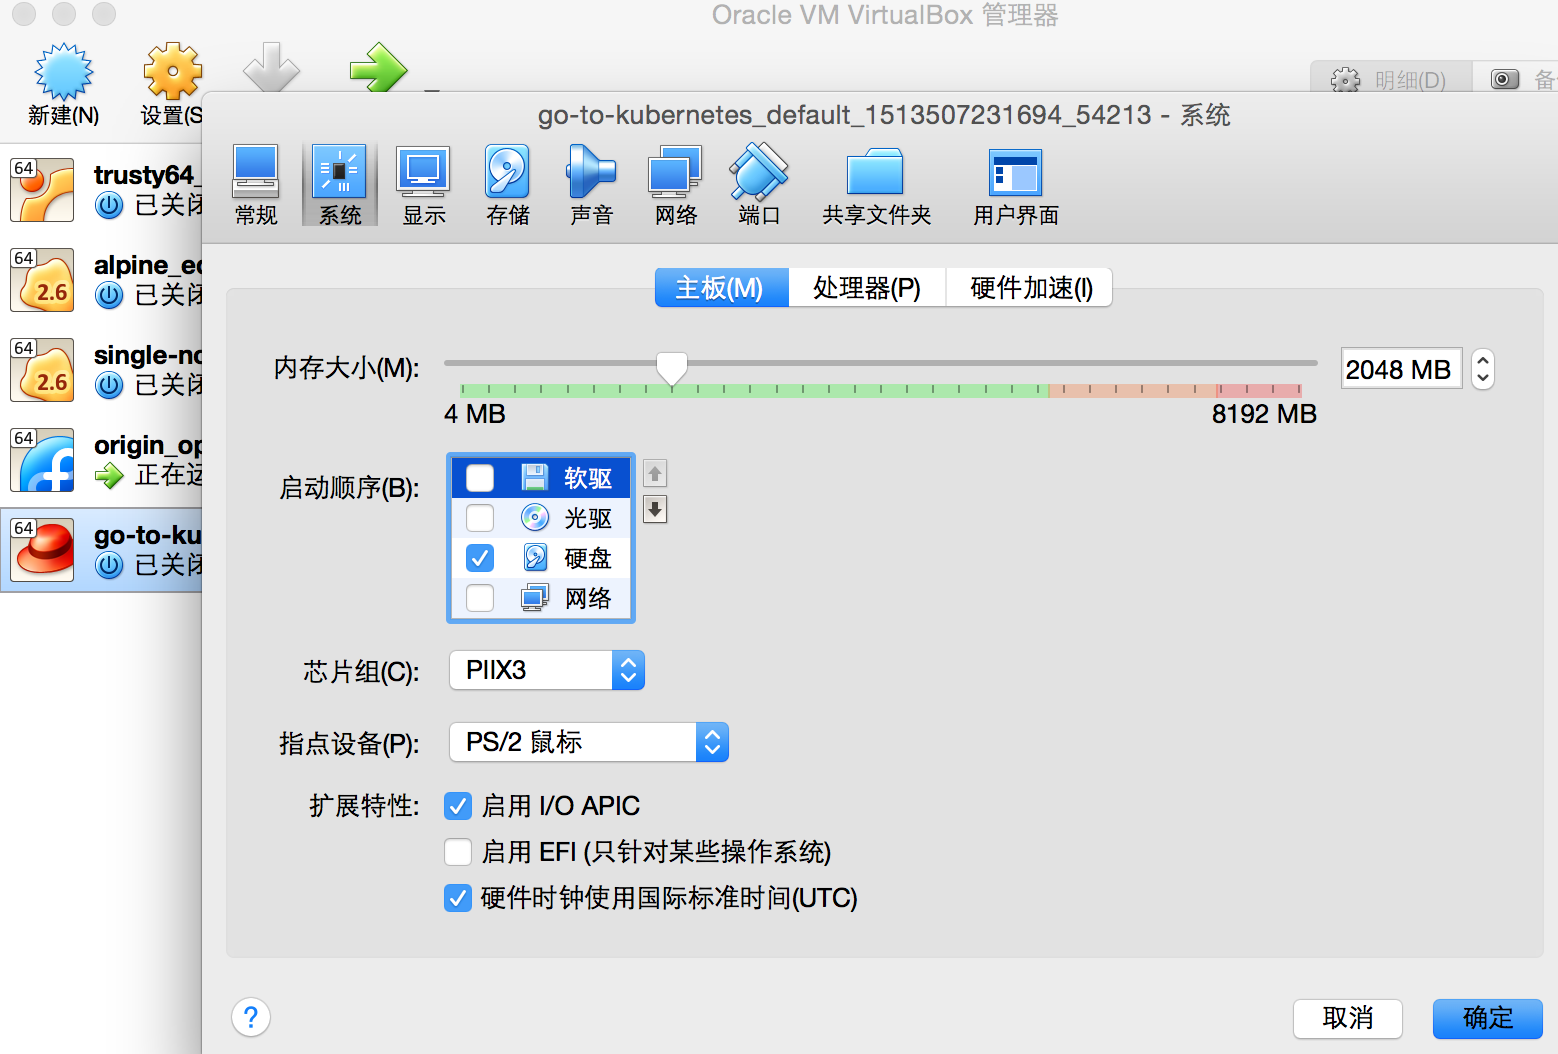 Oracle VM VirtualBox 管理器
新建(N)
设置(S
明细(D)
备
go-to-kubernetes_default_1513507231694_54213 - 系统
常规
系统
显示
存储
声音
网络
端口
共享文件夹
用户界面
64
trusty64_
已关闭
64
2.6
alpine_ec
已关闭
64
2.6
single-no
已关闭
64
origin_op
正在运
64
go-to-ku
已关闭
主板(M)
处理器(P)
硬件加速(I)
内存大小(M):
2048 MB
4 MB
8192 MB
启动顺序(B):
软驱
光驱
硬盘
网络
芯片组(C):
PIIX3
指点设备(P):
PS/2 鼠标
扩展特性:
启用 I/O APIC
启用 EFI (只针对某些操作系统)
硬件时钟使用国际标准时间(UTC)
?
取消
确定